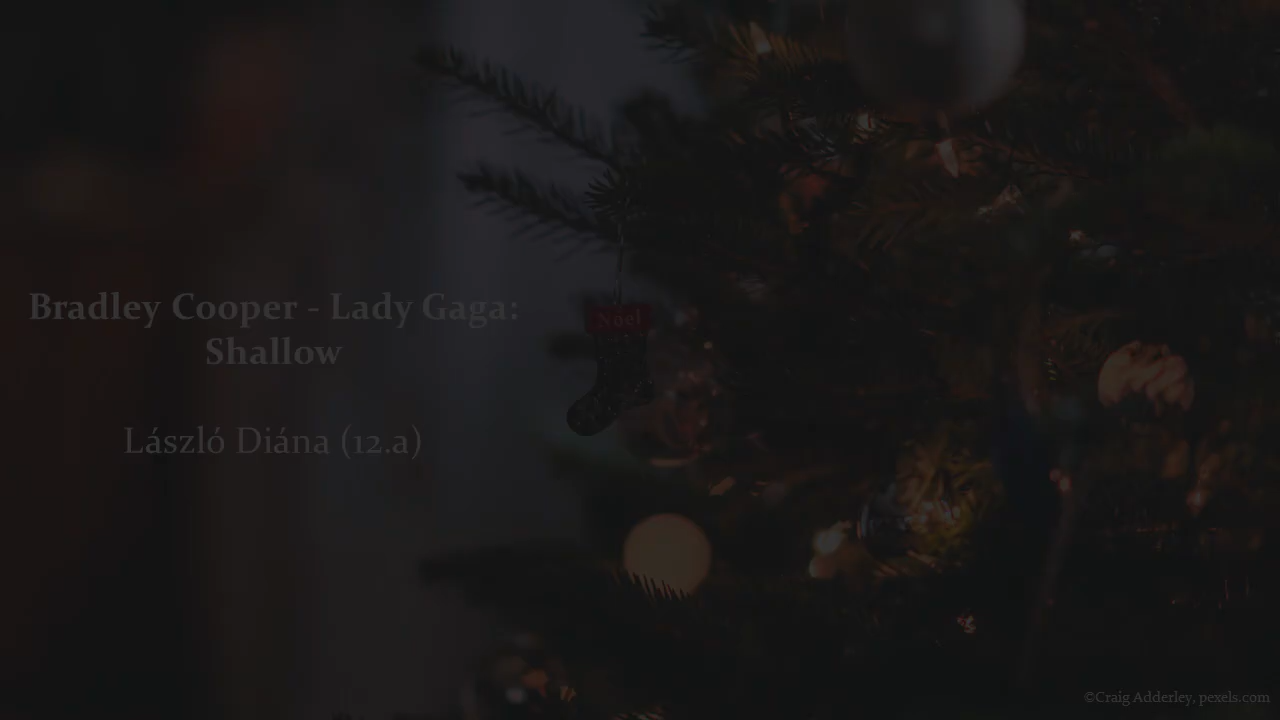 Bradley Cooper - Lady Gaga:
Shallow
Noel
László Diána (12.a)
©Craig Adderley, pexels.com